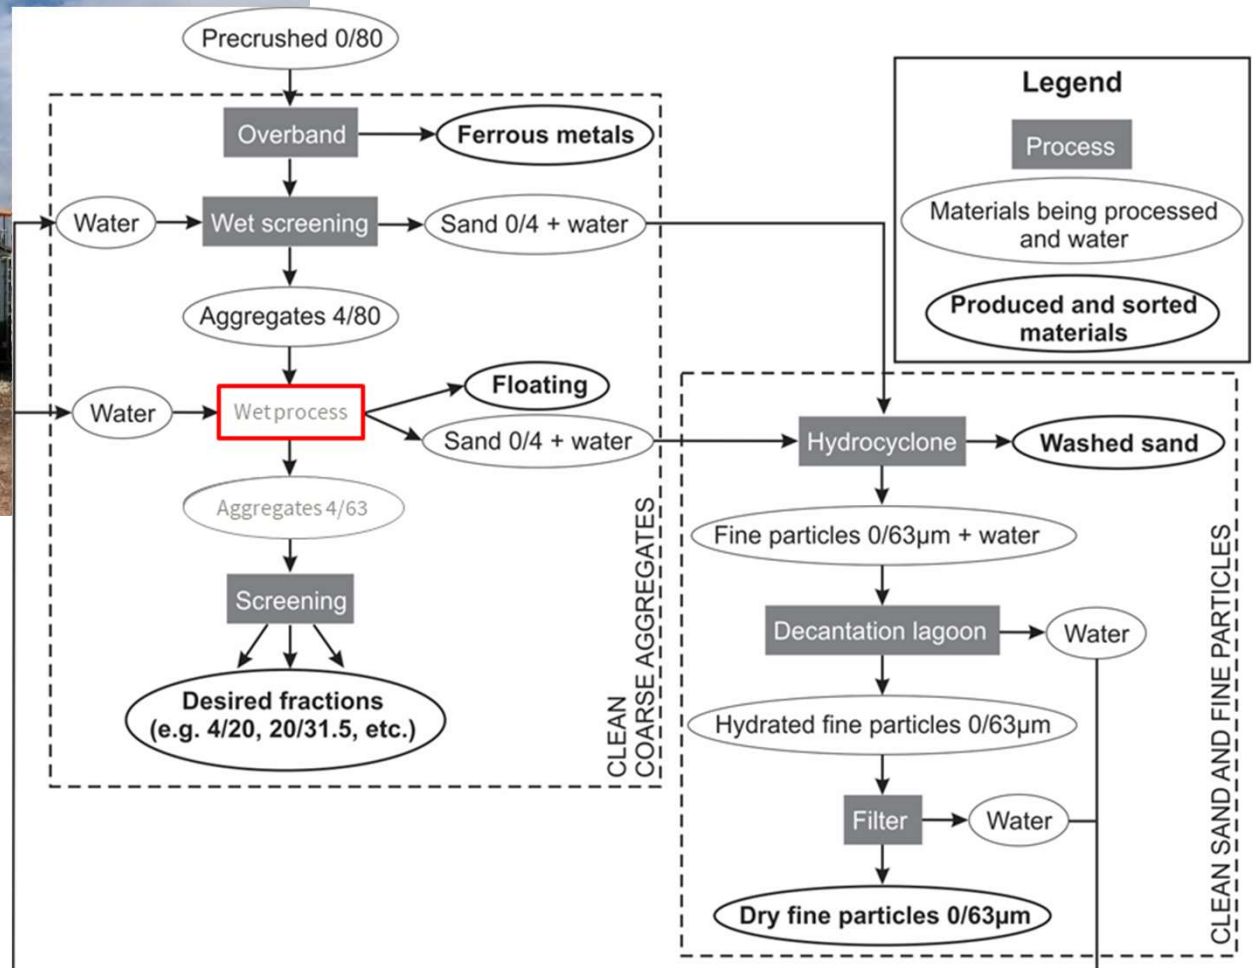 Precrushed 0/80
Overband
Ferrous metals
Water
Wet screening
Sand 0/4 + water
Aggregates 4/80
Water
Wet process
Floating
Sand 0/4 + water
Aggregates 4/63
Screening
Desired fractions
(e.g. 4/20, 20/31.5, etc.)
CLEAN
COARSE AGGREGATES
Legend
Process
Materials being processed
and water
Produced and sorted
materials
Hydrocyclone
Washed sand
Fine particles 0/63µm + water
Decantation lagoon
Water
Hydrated fine particles 0/63µm
Filter
Water
Dry fine particles 0/63µm
CLEAN SAND AND FINE PARTICLES